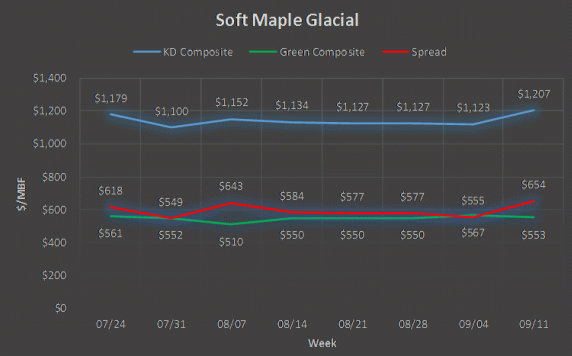 Soft Maple Glacial
KD Composite Green Composite Spread
$1,400
$1,200
$1,000
$800
$600
$400
$200
$0
$/MBF
$1,179 $1,100 $1,152 $1,134 $1,127 $1,127 $1,123 $1,207
$618 $549 $643 $584 $577 $577 $555 $654
$561 $552 $510 $550 $550 $550 $567 $553
07/24 07/31 08/07 08/14 08/21 08/28 09/04 09/11
Week